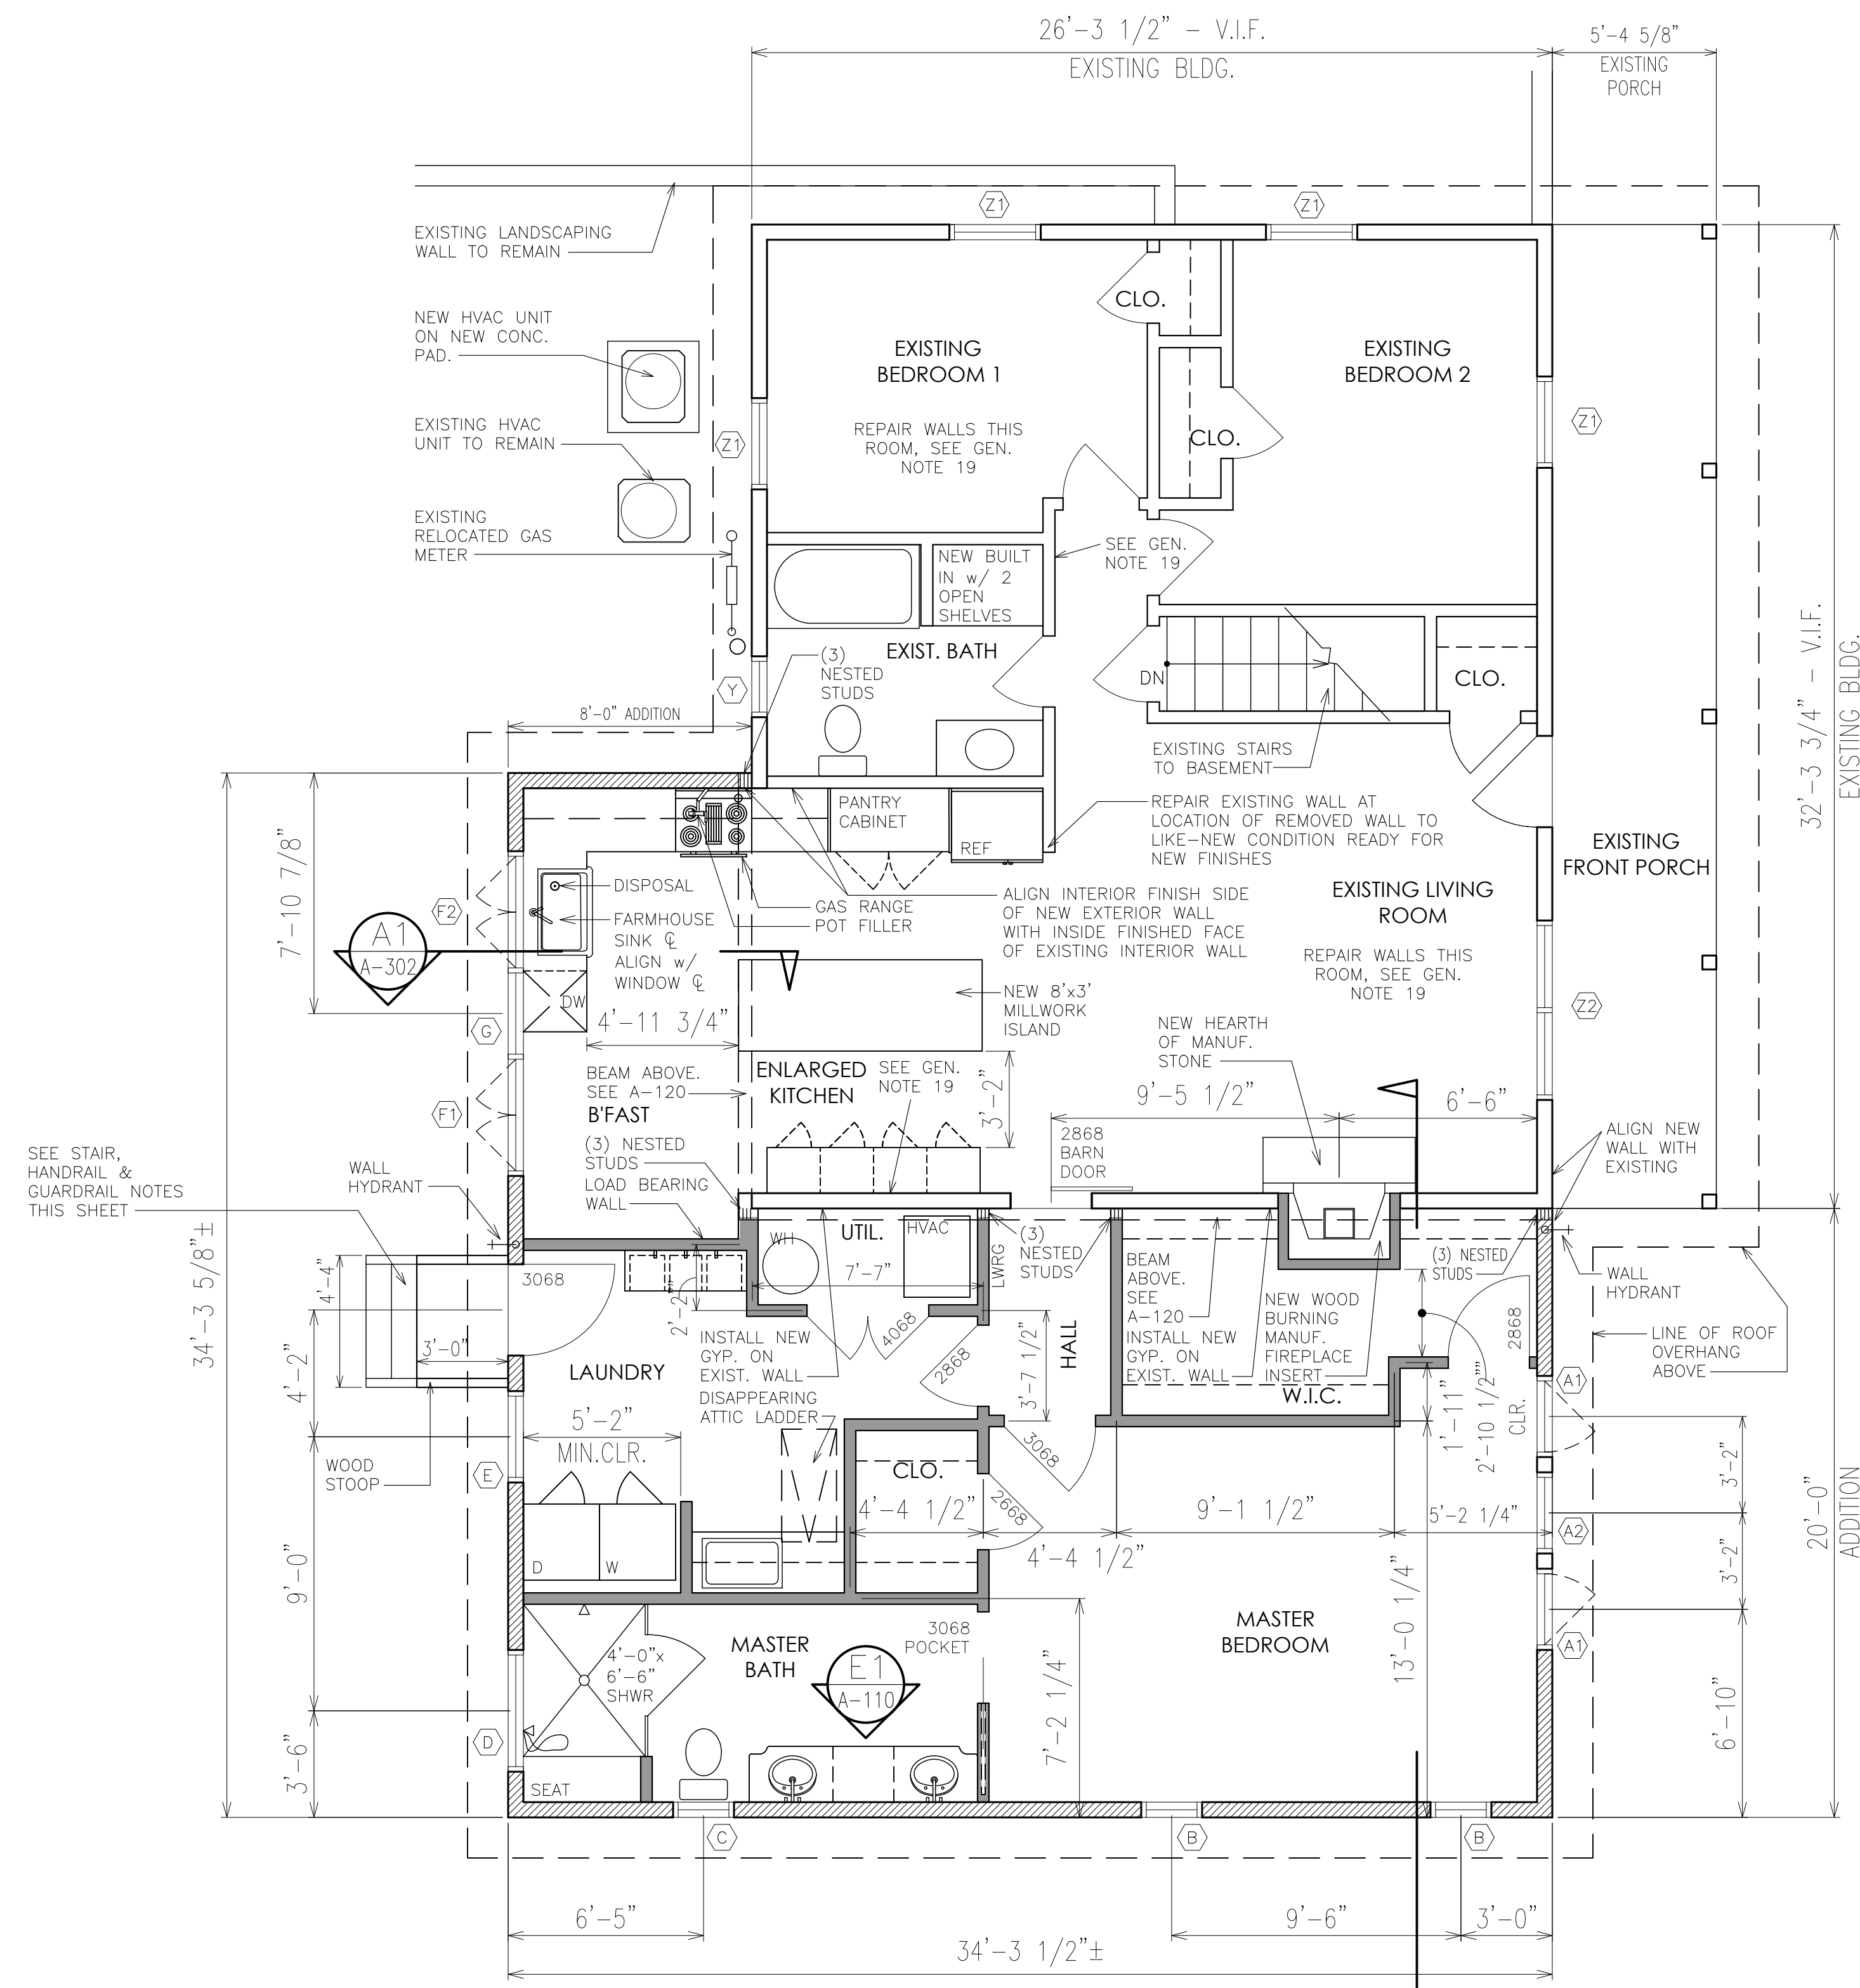 26'-3 1/2" - V.I.F.
EXISTING BLDG.
5'-4 5/8"
EXISTING
PORCH
Z1
Z1
EXISTING LANDSCAPING
WALL TO REMAIN
NEW HVAC UNIT
ON NEW CONC.
PAD.
EXISTING HVAC
UNIT TO REMAIN
EXISTING
RELOCATED GAS
METER
CLO.
EXISTING
BEDROOM 1
REPAIR WALLS THIS
ROOM, SEE GEN.
NOTE 19
EXISTING
BEDROOM 2
CLO.
Z1
Z1
SEE GEN.
NOTE 19
NEW BUILT
IN w/ 2
OPEN
SHELVES
EXIST. BATH
(3)
NESTED
STUDS
Y
DN
CLO.
8'-0" ADDITION
EXISTING STAIRS
TO BASEMENT
32'-3 3/4" - V.I.F.
EXISTING BLDG.
PANTRY
CABINET
REF
REPAIR EXISTING WALL AT
LOCATION OF REMOVED WALL TO
LIKE-NEW CONDITION READY FOR
NEW FINISHES
EXISTING
FRONT PORCH
7'-10 7/8"
F2
A1
A-302
DISPOSAL
FARMHOUSE
SINK ℄
ALIGN w/
WINDOW ℄
GAS RANGE
POT FILLER
ALIGN INTERIOR FINISH SIDE
OF NEW EXTERIOR WALL
WITH INSIDE FINISHED FACE
OF EXISTING INTERIOR WALL
EXISTING LIVING
ROOM
REPAIR WALLS THIS
ROOM, SEE GEN.
NOTE 19
Z2
G
DW
4'-11 3/4"
NEW 8'x3'
MILLWORK
ISLAND
NEW HEARTH
OF MANUF.
STONE
BEAM ABOVE.
SEE A-120
B'FAST
ENLARGED
KITCHEN
SEE GEN.
NOTE 19
3'-2"
9'-5 1/2"
6'-6"
F1
2868
BARN
DOOR
ALIGN NEW
WALL WITH
EXISTING
SEE STAIR,
HANDRAIL &
GUARDRAIL NOTES
THIS SHEET
WALL
HYDRANT
(3) NESTED
STUDS
LOAD BEARING
WALL
UTIL.
WH
HVAC
7'-7"
LWRG
(3)
NESTED
STUDS
BEAM
ABOVE.
SEE
A-120
INSTALL NEW
GYP. ON
EXIST. WALL
NEW WOOD
BURNING
MANUF.
FIREPLACE
INSERT
(3) NESTED
STUDS
WALL
HYDRANT
LINE OF ROOF
OVERHANG
ABOVE
34'-3 5/8"±
4'-4"
3068
3'-0"
4'-2"
2'-2"
LAUNDRY
INSTALL NEW
GYP. ON
EXIST. WALL
DISAPPEARING
ATTIC LADDER
4068
2868
3'-7 1/2"
HALL
W.I.C.
2868
1'-11"
2'-10 1/2"
CLR.
A1
5'-2"
MIN.CLR.
WOOD
STOOP
E
CLO.
3068
2668
4'-4 1/2"
4'-4 1/2"
9'-1 1/2"
5'-2 1/4"
3'-2"
A2
3'-2"
20'-0"
ADDITION
D
W
9'-0"
13'-0 1/4"
MASTER
BATH
3068
POCKET
MASTER
BEDROOM
A1
4'-0"x
6'-6"
SHWR
E1
A-110
7'-2 1/4"
6'-10"
3'-6"
D
SEAT
C
B
B
6'-5"
9'-6"
3'-0"
34'-3 1/2"±